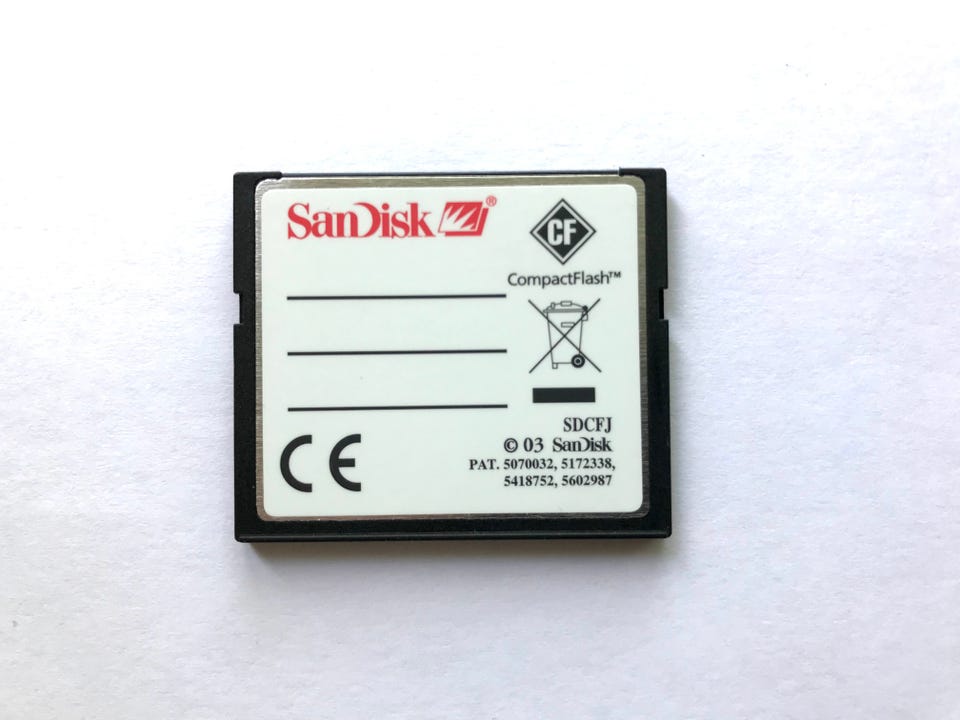 SanDisk®
CF
CompactFlash™
CE
SDCFJ
© 03 SanDisk
PAT. 5070032, 5172338,
5418752, 5602987